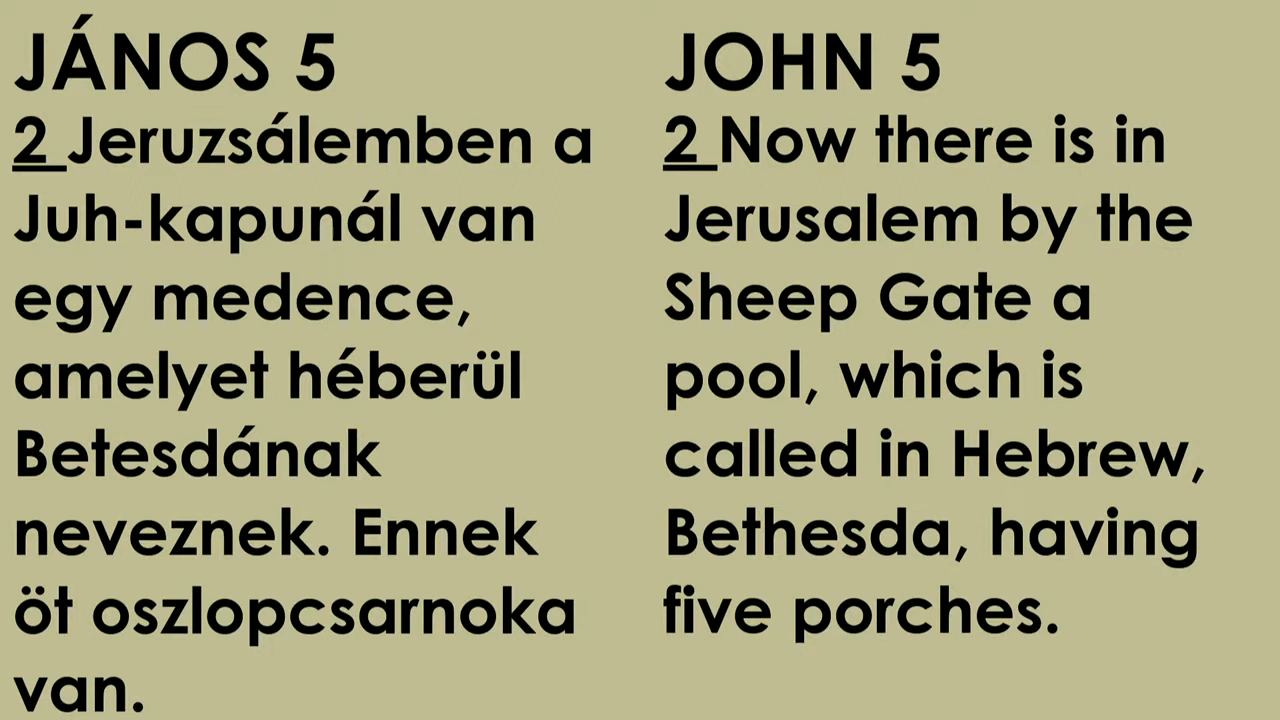 JÁNOS 5
2 Jeruzsálemben a
Juh-kapunál van
egy medence,
amelyet héberül
Betesdának
neveznek. Ennek
öt oszlopcsarnoka
van.
JOHN 5
2 Now there is in
Jerusalem by the
Sheep Gate a
pool, which is
called in Hebrew,
Bethesda, having
five porches.